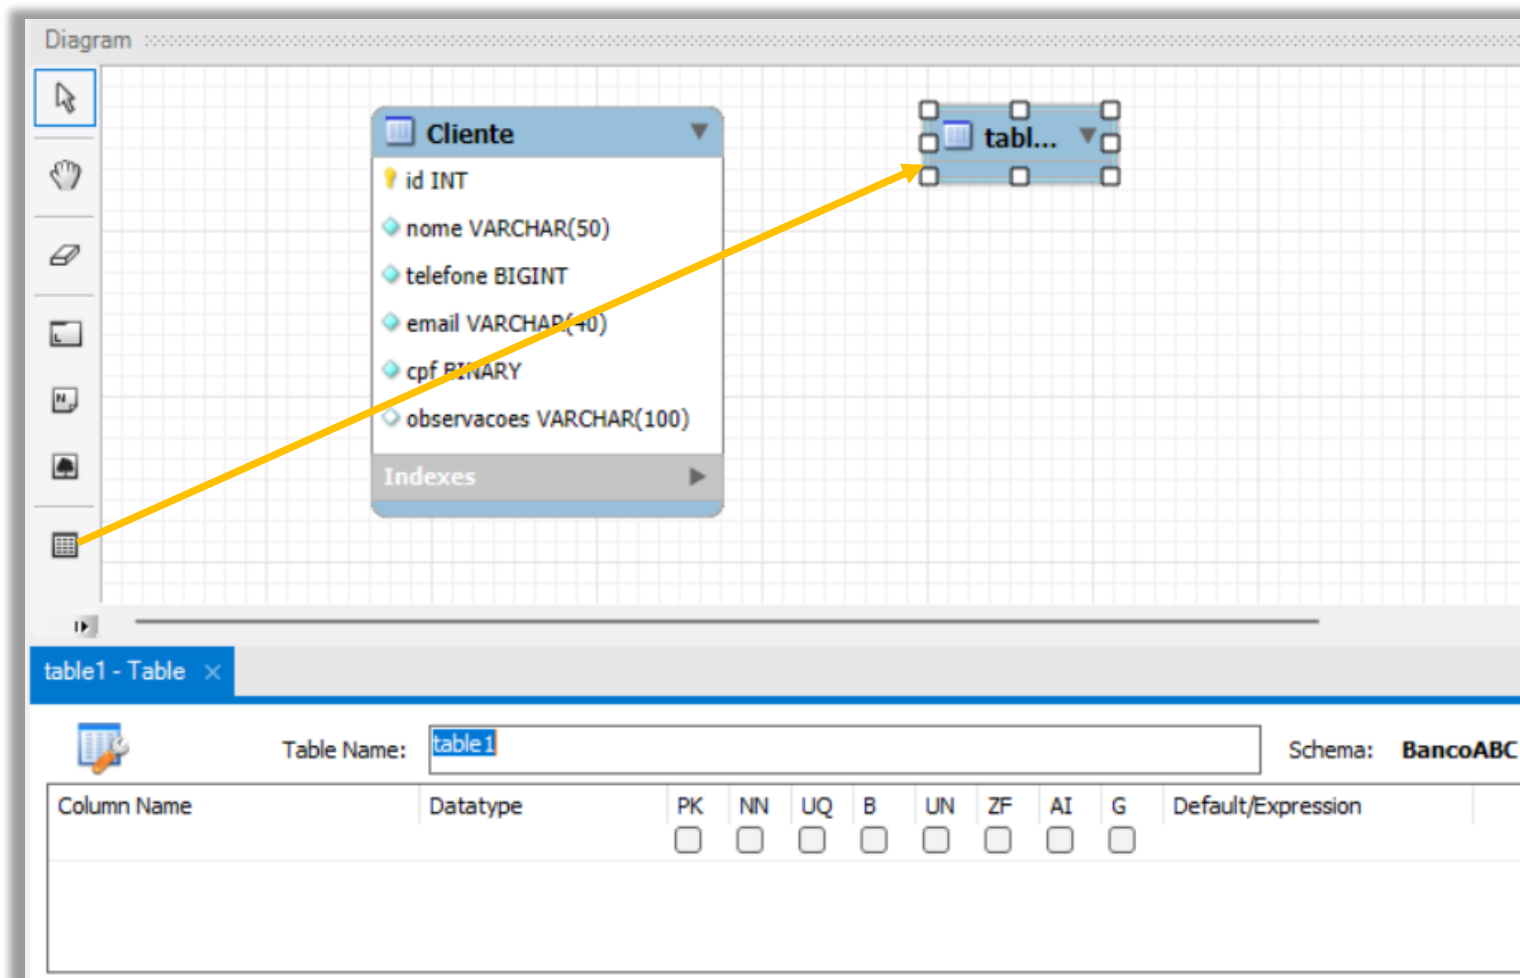 Diagram
Cliente
tabl...
id INT
nome VARCHAR(50)
telefone BIGINT
email VARCHAR(40)
cpf BINARY
observacoes VARCHAR(100)
Indexes
table1 - Table
Table Name: table1 Schema: BancoABC
Column Name Datatype PK NN UQ B UN ZF AI G Default/Expression